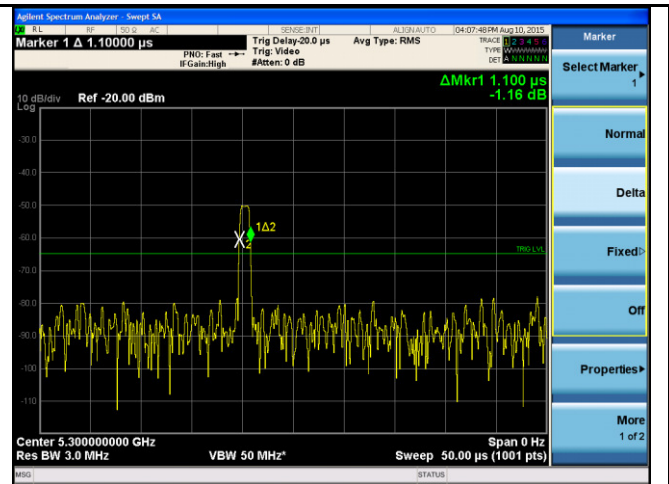 Agilent Spectrum Analyzer - Swept SA
RL RF 50 Ω AC SENSE:INT ALIGNAUTO 04:07:48PM Aug 10, 2015
Marker 1 Δ 1.10000 µs
PNO: Fast
IFGain:High
Trig Delay-20.0 µs
Trig: Video
#Atten: 0 dB
Avg Type: RMS
TRACE 1 2 3 4 5 6
TYPE WWWWWW
DET A N N N N N
ΔMkr1 1.100 µs
-1.16 dB
10 dB/div
Log
Ref -20.00 dBm
-30.0
-40.0
-50.0
-60.0
-70.0
-80.0
-90.0
-100
-110
1Δ2
2
TRIG LVL
Center 5.300000000 GHz
Span 0 Hz
Res BW 3.0 MHz
VBW 50 MHz*
Sweep 50.00 µs (1001 pts)
MSG
STATUS
Marker
Select Marker
1
Normal
Delta
Fixed
Off
Properties
More
1 of 2